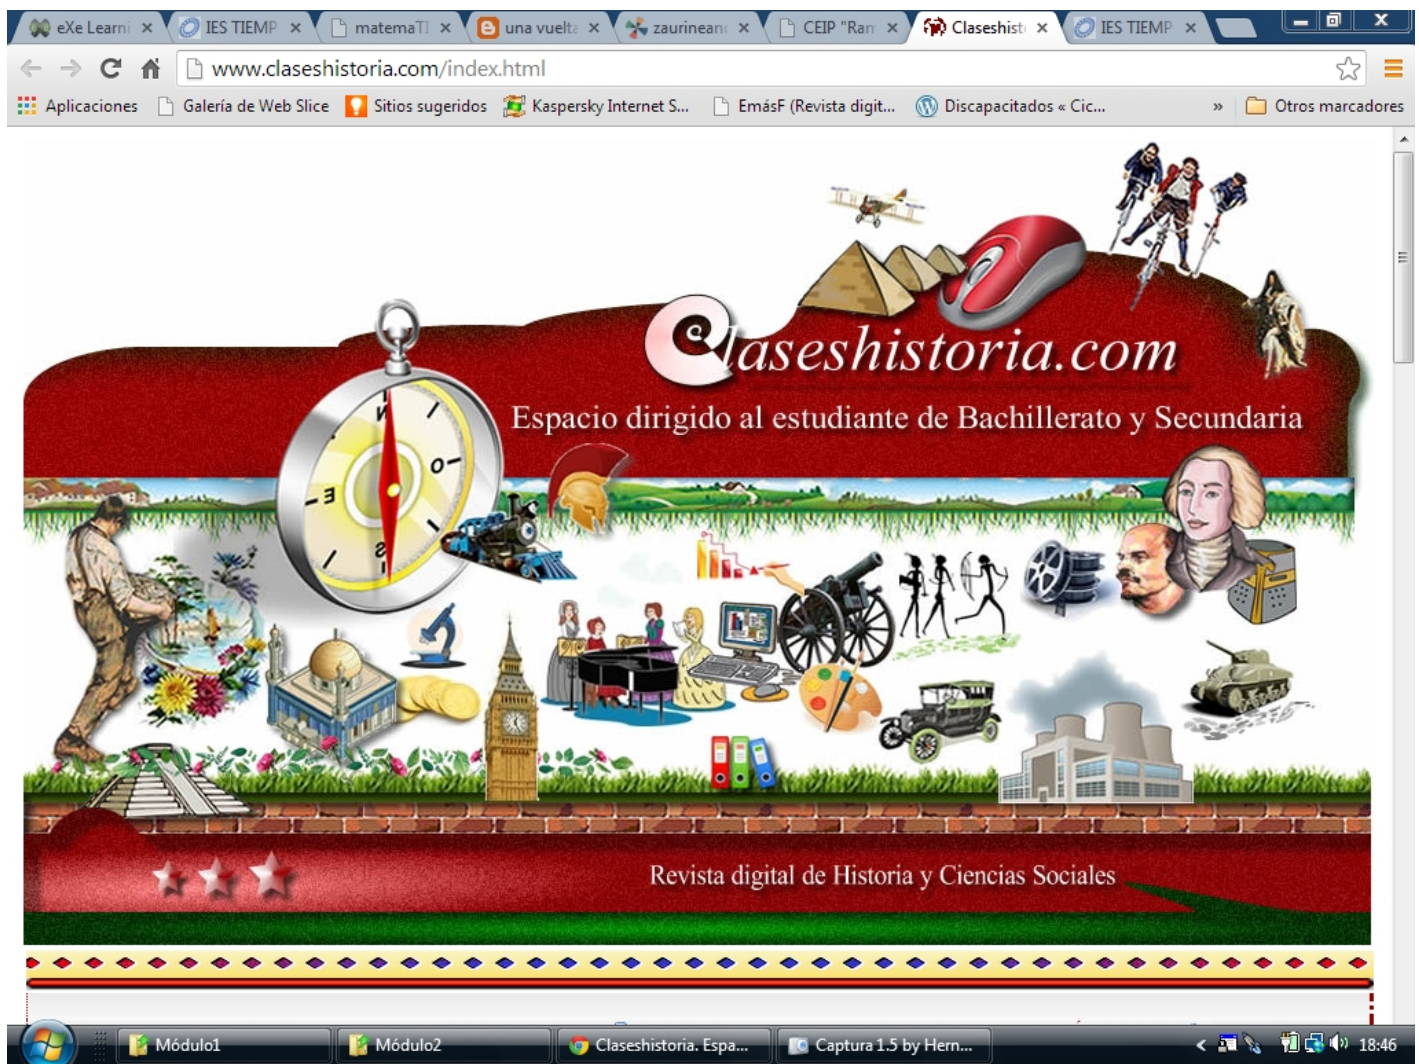 eXe Learni
IES TIEMP
matemaTI
una vuelta
zaurineand
CEIP "Ram
Claseshisto
IES TIEMP
www.claseshistoria.com/index.html
Aplicaciones
Galería de Web Slice
Sitios sugeridos
Kaspersky Internet S...
EmásF (Revista digit...
Discapacitados « Cic...
»
Otros marcadores
Claseshistoria.com
Espacio dirigido al estudiante de Bachillerato y Secundaria
N
O
E
S
Revista digital de Historia y Ciencias Sociales
Módulo1
Módulo2
Claseshistoria. Espa...
Captura 1.5 by Hern...
18:46